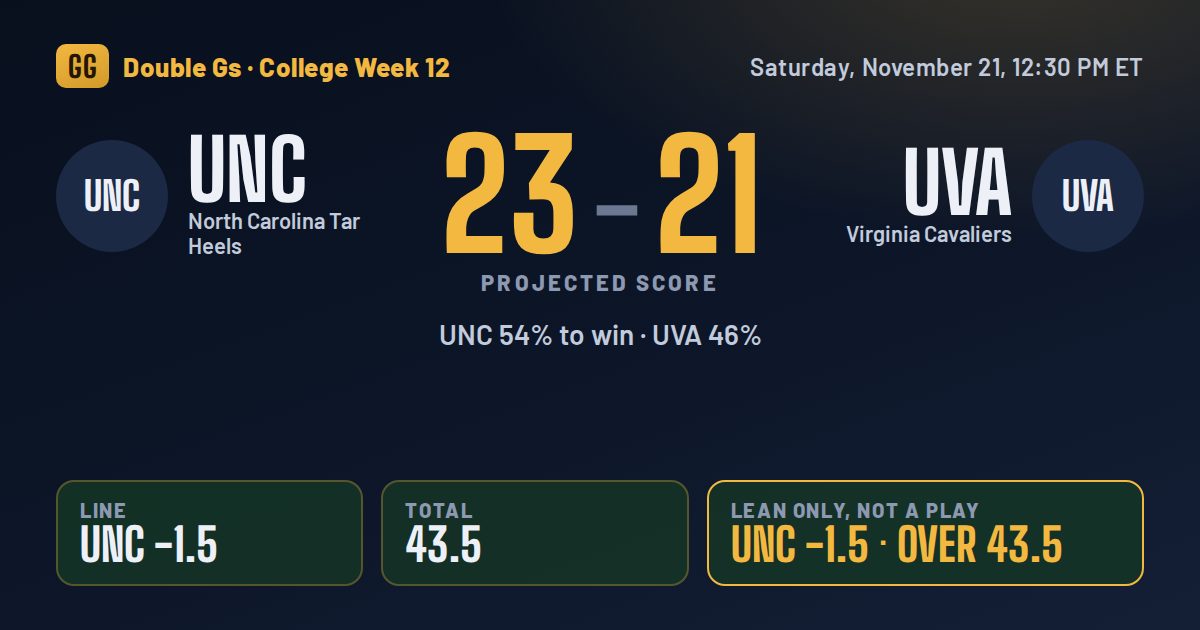 GG
Double Gs · College Week 12
Saturday, November 21, 12:30 PM ET
UNC
UNC
North Carolina Tar
Heels
23 – 21
PROJECTED SCORE
UNC 54% to win · UVA 46%
UVA
Virginia Cavaliers
UVA
LINE
UNC −1.5
TOTAL
43.5
LEAN ONLY, NOT A PLAY
UNC −1.5 · OVER 43.5